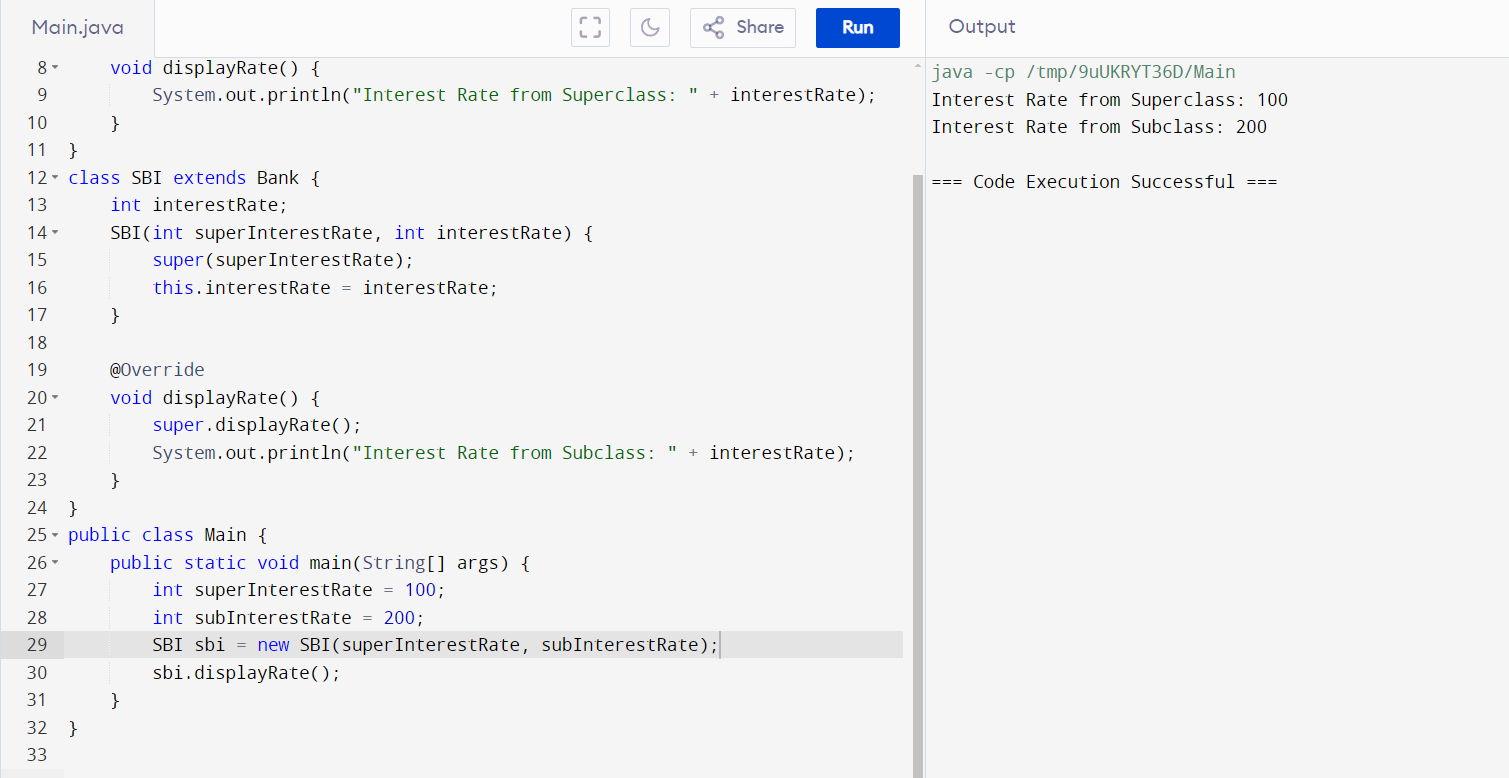 Main.java
Share
Run
Output
8 void displayRate() {
9 System.out.println("Interest Rate from Superclass: " + interestRate);
10 }
11 }
12 class SBI extends Bank {
13 int interestRate;
14 SBI(int superInterestRate, int interestRate) {
15 super(superInterestRate);
16 this.interestRate = interestRate;
17 }
18
19 @Override
20 void displayRate() {
21 super.displayRate();
22 System.out.println("Interest Rate from Subclass: " + interestRate);
23 }
24 }
25 public class Main {
26 public static void main(String[] args) {
27 int superInterestRate = 100;
28 int subInterestRate = 200;
29 SBI sbi = new SBI(superInterestRate, subInterestRate);
30 sbi.displayRate();
31 }
32 }
33
java -cp /tmp/9uUKRYT36D/Main
Interest Rate from Superclass: 100
Interest Rate from Subclass: 200
=== Code Execution Successful ===